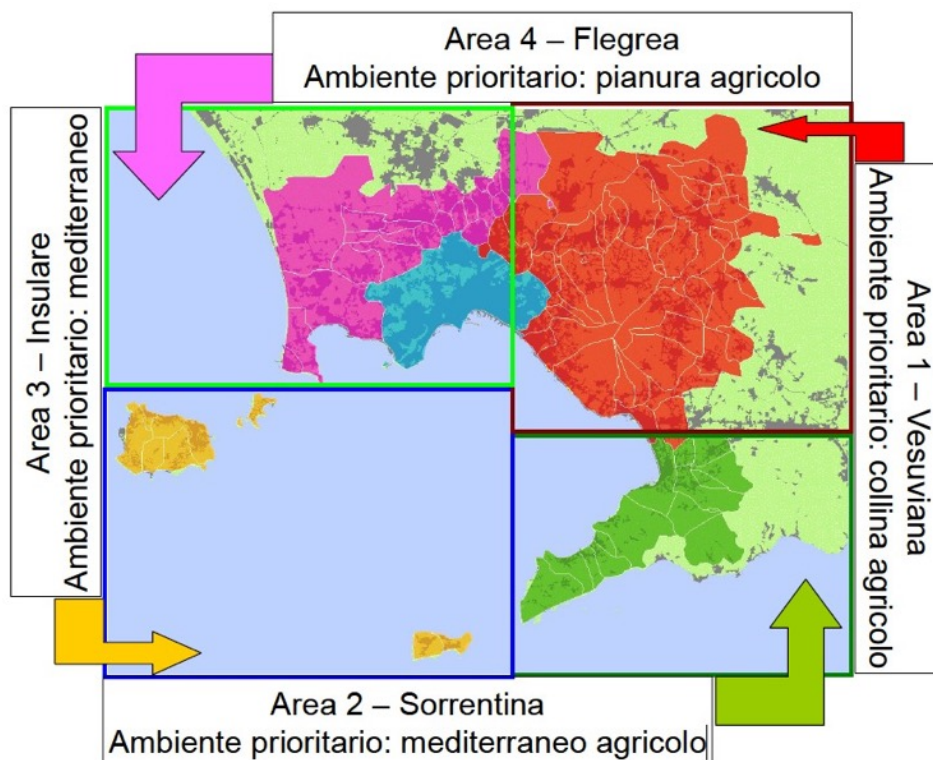 Area 4 – Flegrea
Ambiente prioritario: pianura agricolo
Area 3 – Insulare
Ambiente prioritario: mediterraneo
Area 1 – Vesuviana
Ambiente prioritario: collina agricolo
Area 2 – Sorrentina
Ambiente prioritario: mediterraneo agricolo